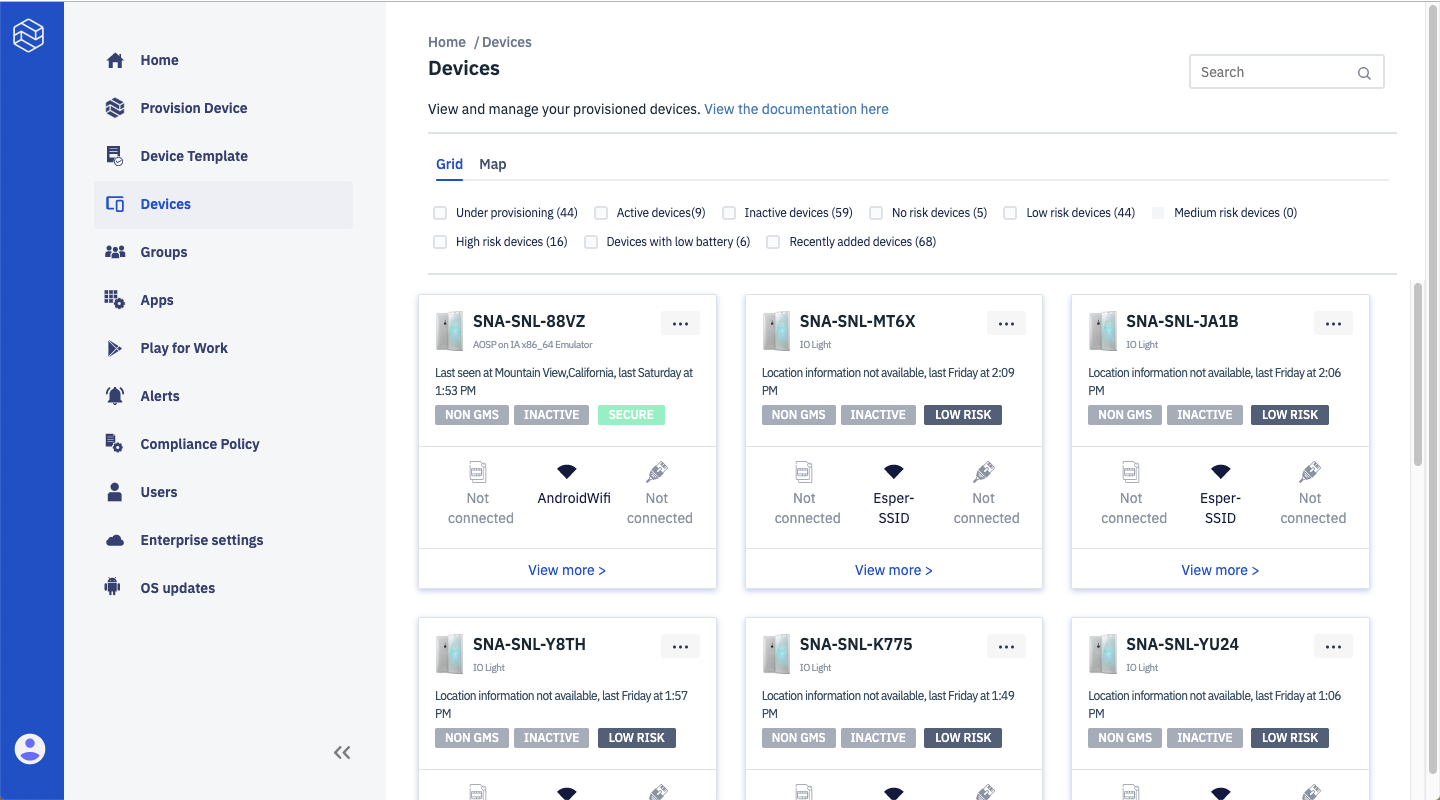 Home
Provision Device
Device Template
Devices
Groups
Apps
Play for Work
Alerts
Compliance Policy
Users
Enterprise settings
OS updates
Home / Devices
Devices
Search
View and manage your provisioned devices. View the documentation here
Grid Map
Under provisioning (44) Active devices(9) Inactive devices (59) No risk devices (5) Low risk devices (44) Medium risk devices (0)
High risk devices (16) Devices with low battery (6) Recently added devices (68)
SNA-SNL-88VZ
AOSP on IA x86_64 Emulator
Last seen at Mountain View,California, last Saturday at
1:53 PM
NON GMS INACTIVE SECURE
Not
connected
AndroidWifi
Not
connected
View more >
SNA-SNL-MT6X
IO Light
Location information not available, last Friday at 2:09
PM
NON GMS INACTIVE LOW RISK
Not
connected
Esper-
SSID
Not
connected
View more >
SNA-SNL-JA1B
IO Light
Location information not available, last Friday at 2:06
PM
NON GMS INACTIVE LOW RISK
Not
connected
Esper-
SSID
Not
connected
View more >
SNA-SNL-Y8TH
IO Light
Location information not available, last Friday at 1:57
PM
NON GMS INACTIVE LOW RISK
SNA-SNL-K775
IO Light
Location information not available, last Friday at 1:49
PM
NON GMS INACTIVE LOW RISK
SNA-SNL-YU24
IO Light
Location information not available, last Friday at 1:06
PM
NON GMS INACTIVE LOW RISK